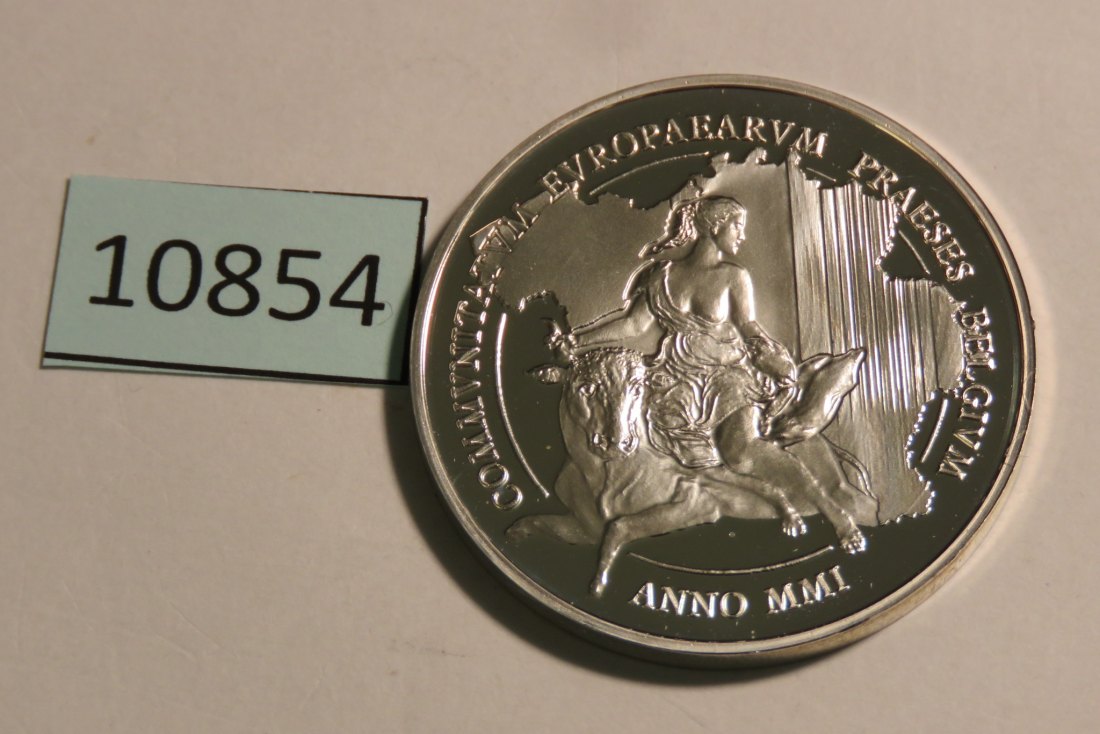 10854
COMMVNITATVM EVROPAEARVM PRAESES BELGIVM
ANNO MMI